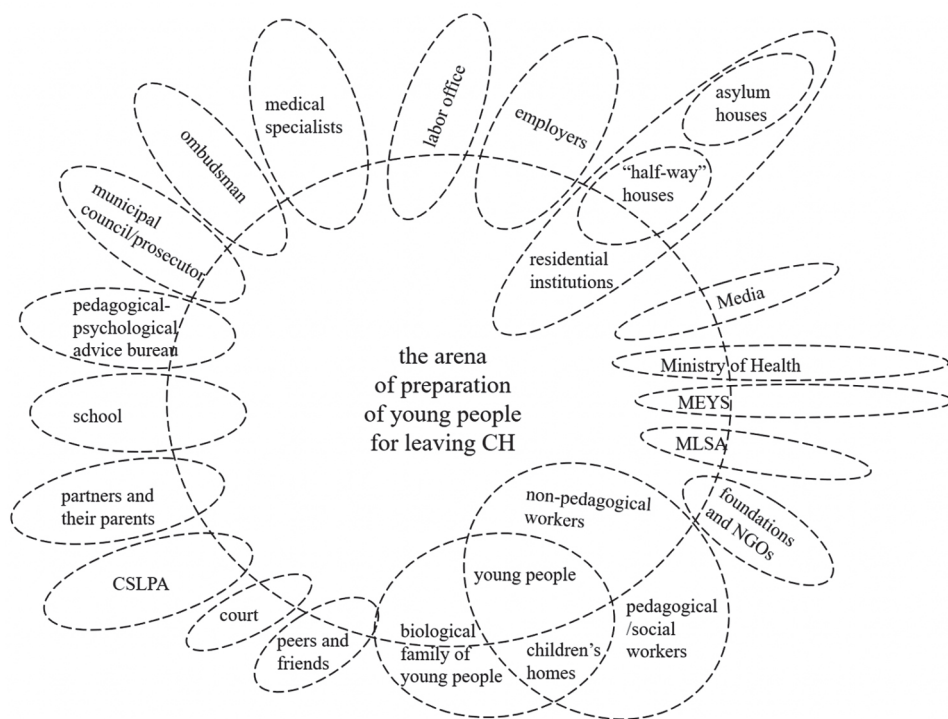 medical
specialists
labor office
employers
asylum
houses
"half-way"
houses
residential
institutions
ombudsman
municipal
council/prosecutor
pedagogical-
psychological
advice bureau
school
partners and
their parents
CSLPA
court
peers and
friends
the arena
of preparation
of young people
for leaving CH
Media
Ministry of Health
MEYS
MLSA
foundations
and NGOs
non-pedagogical
workers
young people
biological
family of
young people
children's
homes
pedagogical
/social
workers